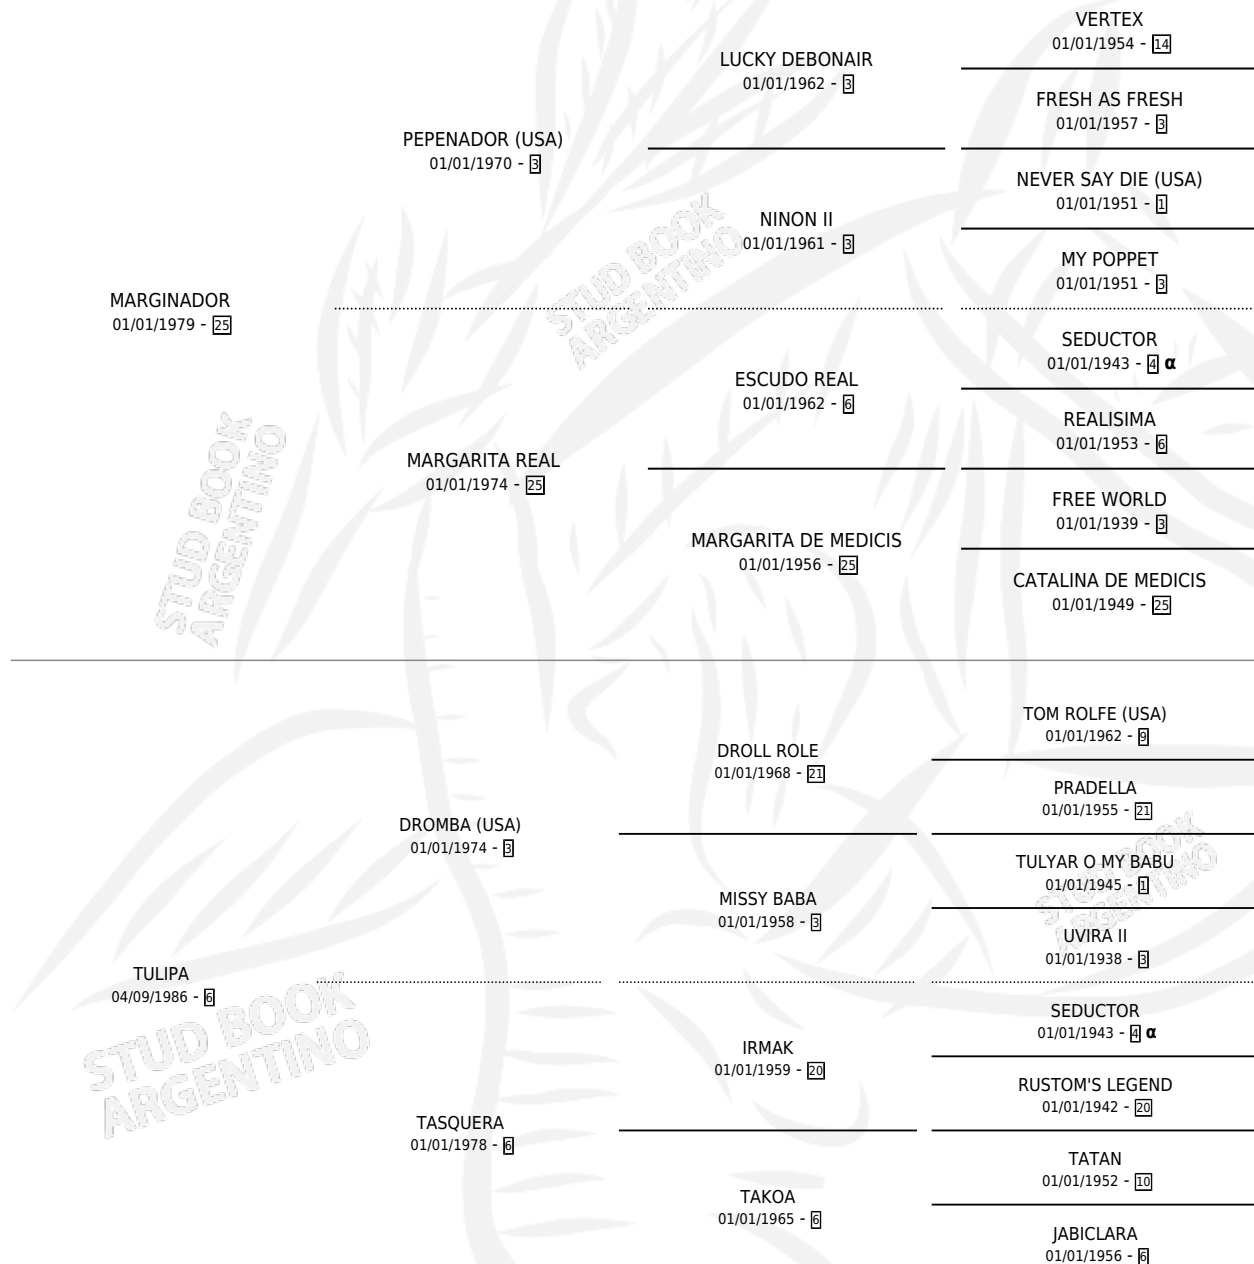 VERTEX
01/01/1954 - 14
LUCKY DEBONAIR
01/01/1962 - 3
FRESH AS FRESH
01/01/1957 - 3
PEPENADOR (USA)
01/01/1970 - 3
NEVER SAY DIE (USA)
01/01/1951 - 1
NINON II
01/01/1961 - 3
MY POPPET
01/01/1951 - 3
MARGINADOR
01/01/1979 - 25
STUD BOOK
ARGENTINO
SEDUCTOR
01/01/1943 - 4 α
ESCUDO REAL
01/01/1962 - 6
REALISIMA
01/01/1953 - 6
MARGARITA REAL
01/01/1974 - 25
FREE WORLD
01/01/1939 - 3
MARGARITA DE MEDICIS
01/01/1956 - 25
CATALINA DE MEDICIS
01/01/1949 - 25
STUD BOOK
ARGENTINO
TOM ROLFE (USA)
01/01/1962 - 9
DROLL ROLE
01/01/1968 - 21
PRADELLA
01/01/1955 - 21
DROMBA (USA)
01/01/1974 - 3
TULYAR O MY BABU
01/01/1945 - 1
MISSY BABA
01/01/1958 - 3
STUD BOOK
ARGENTINO
UVIRA II
01/01/1938 - 3
TULIPA
04/09/1986 - 6
STUD BOOK
ARGENTINO
SEDUCTOR
01/01/1943 - 4 α
IRMAK
01/01/1959 - 20
RUSTOM'S LEGEND
01/01/1942 - 20
TASQUERA
01/01/1978 - 6
TATAN
01/01/1952 - 10
TAKOA
01/01/1965 - 6
JABICLARA
01/01/1956 - 6